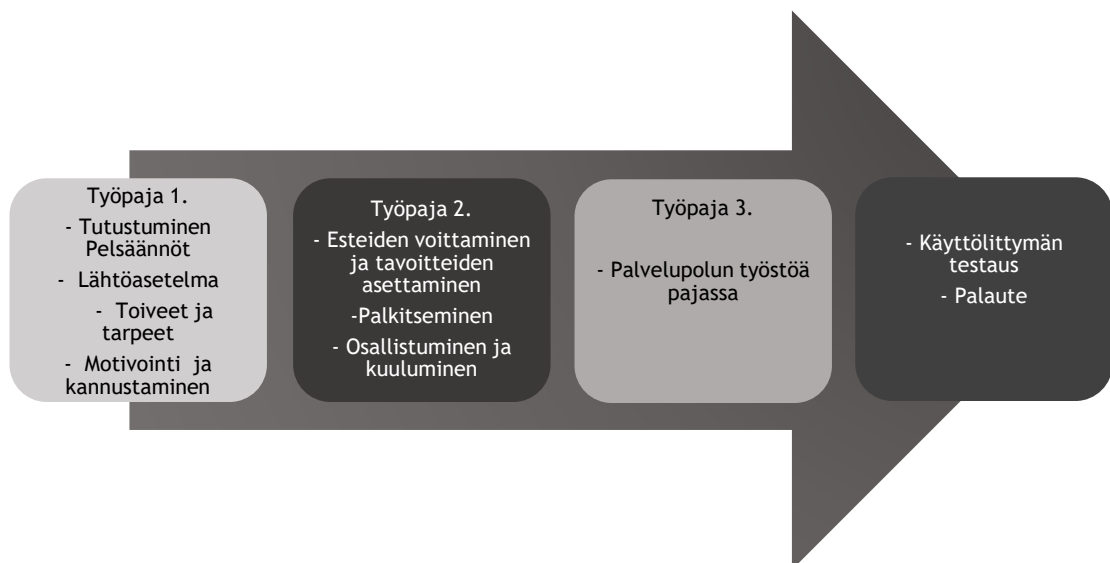 Työpaja 1.
- Tutustuminen
Pelsäännöt
- Lähtöasetelma
- Toiveet ja
tarpeet
- Motivointi ja
kannustaminen
Työpaja 2.
- Esteiden voittaminen
ja tavoitteiden
asettaminen
-Palkitseminen
- Osallistuminen ja
kuuluminen
Työpaja 3.
- Palvelupolun työstöä
pajassa
- Käyttölittymän
testaus
- Palaute